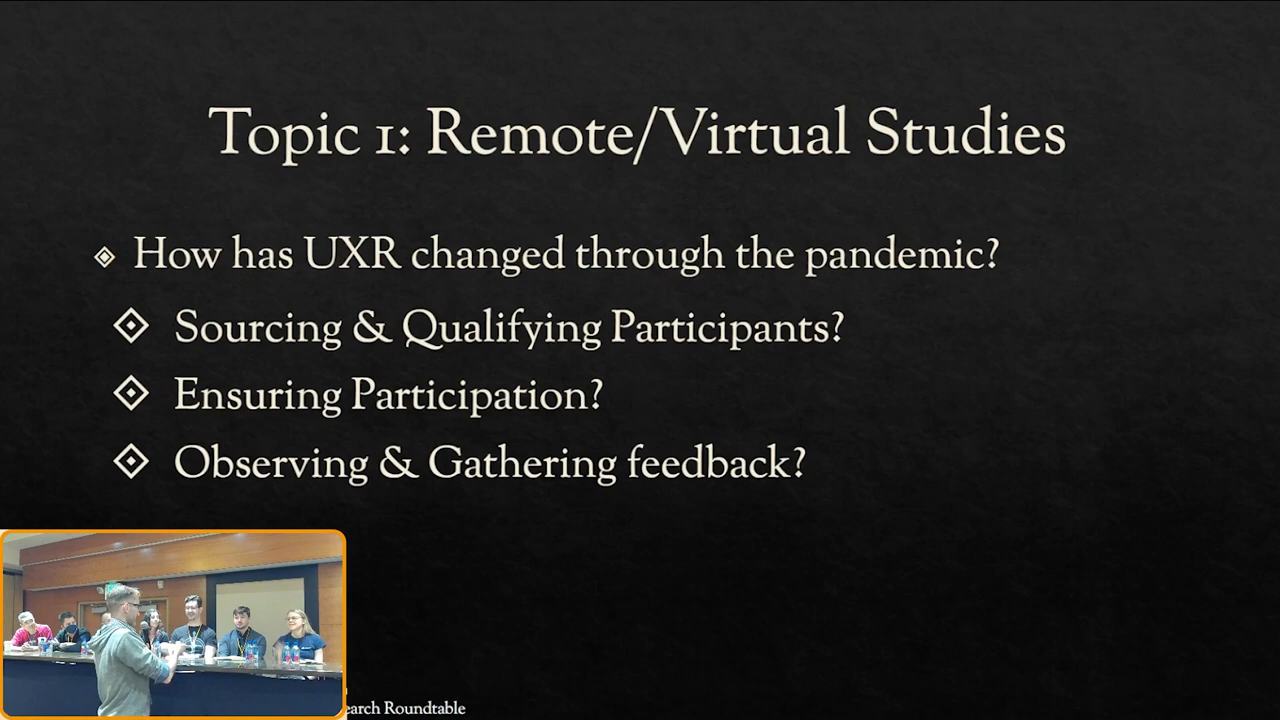 Topic 1: Remote/Virtual Studies
How has UXR changed through the pandemic?
Sourcing & Qualifying Participants?
Ensuring Participation?
Observing & Gathering feedback?
earch Roundtable